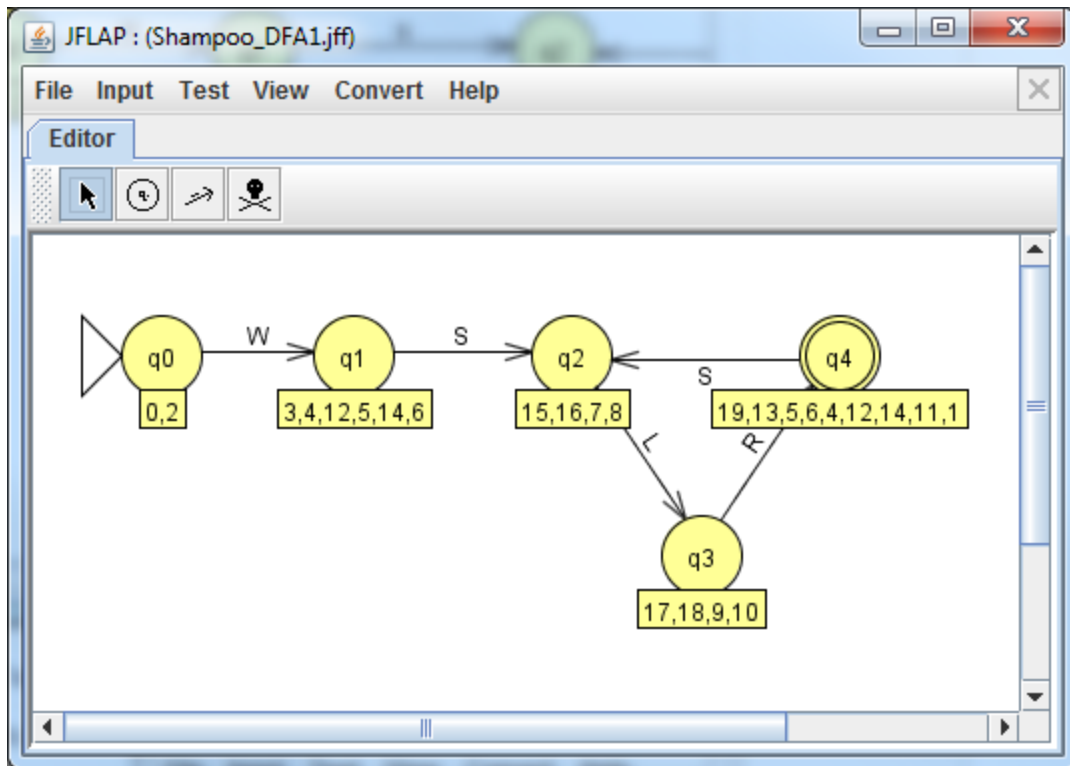 JFLAP : (Shampoo_DFA1.jff)
File Input Test View Convert Help
Editor
q0 W q1 S q2 S q4
0,2 3,4,12,5,14,6 15,16,7,8 19,13,5,6,4,12,14,11,1
L R
q3
17,18,9,10